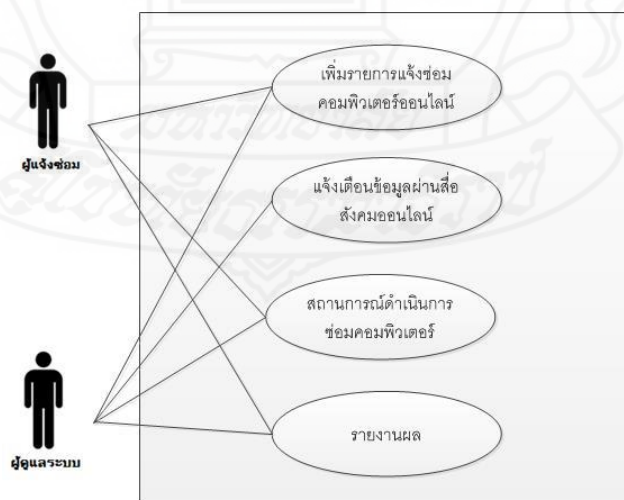 เพิ่มรายการแจ้งซ่อม
คอมพิวเตอร์ออนไลน์
ผู้แจ้งซ่อม
แจ้งเตือนข้อมูลผ่านสื่อ
สังคมออนไลน์
สถานการณ์ดำเนินการ
ซ่อมคอมพิวเตอร์
รายงานผล
ผู้ดูแลระบบ